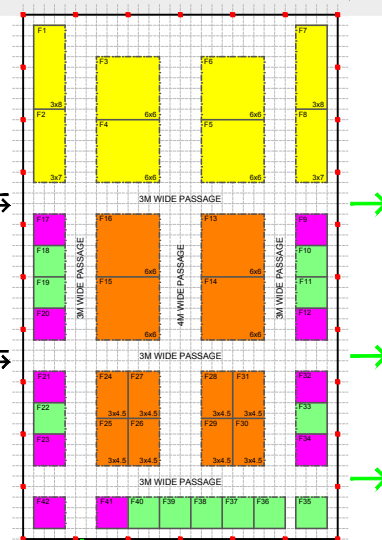 F1
F7
F3
F6
3x8
6x6
6x6
3x8
F2
F4
F5
F8
3x7
6x6
6x6
3x7
3M WIDE PASSAGE
F17
F16
F13
F9
F18
6x6
6x6
F10
3M WIDE PASSAGE
4M WIDE PASSAGE
3M WIDE PASSAGE
F19
F15
F14
F11
F20
F12
6x6
6x6
3M WIDE PASSAGE
F21
F24
F27
F28
F31
F32
F22
3x4.5
3x4.5
3x4.5
3x4.5
F33
F25
F26
F29
F30
F23
F34
3x4.5
3x4.5
3x4.5
3x4.5
3M WIDE PASSAGE
F42
F41
F40
F39
F38
F37
F36
F35